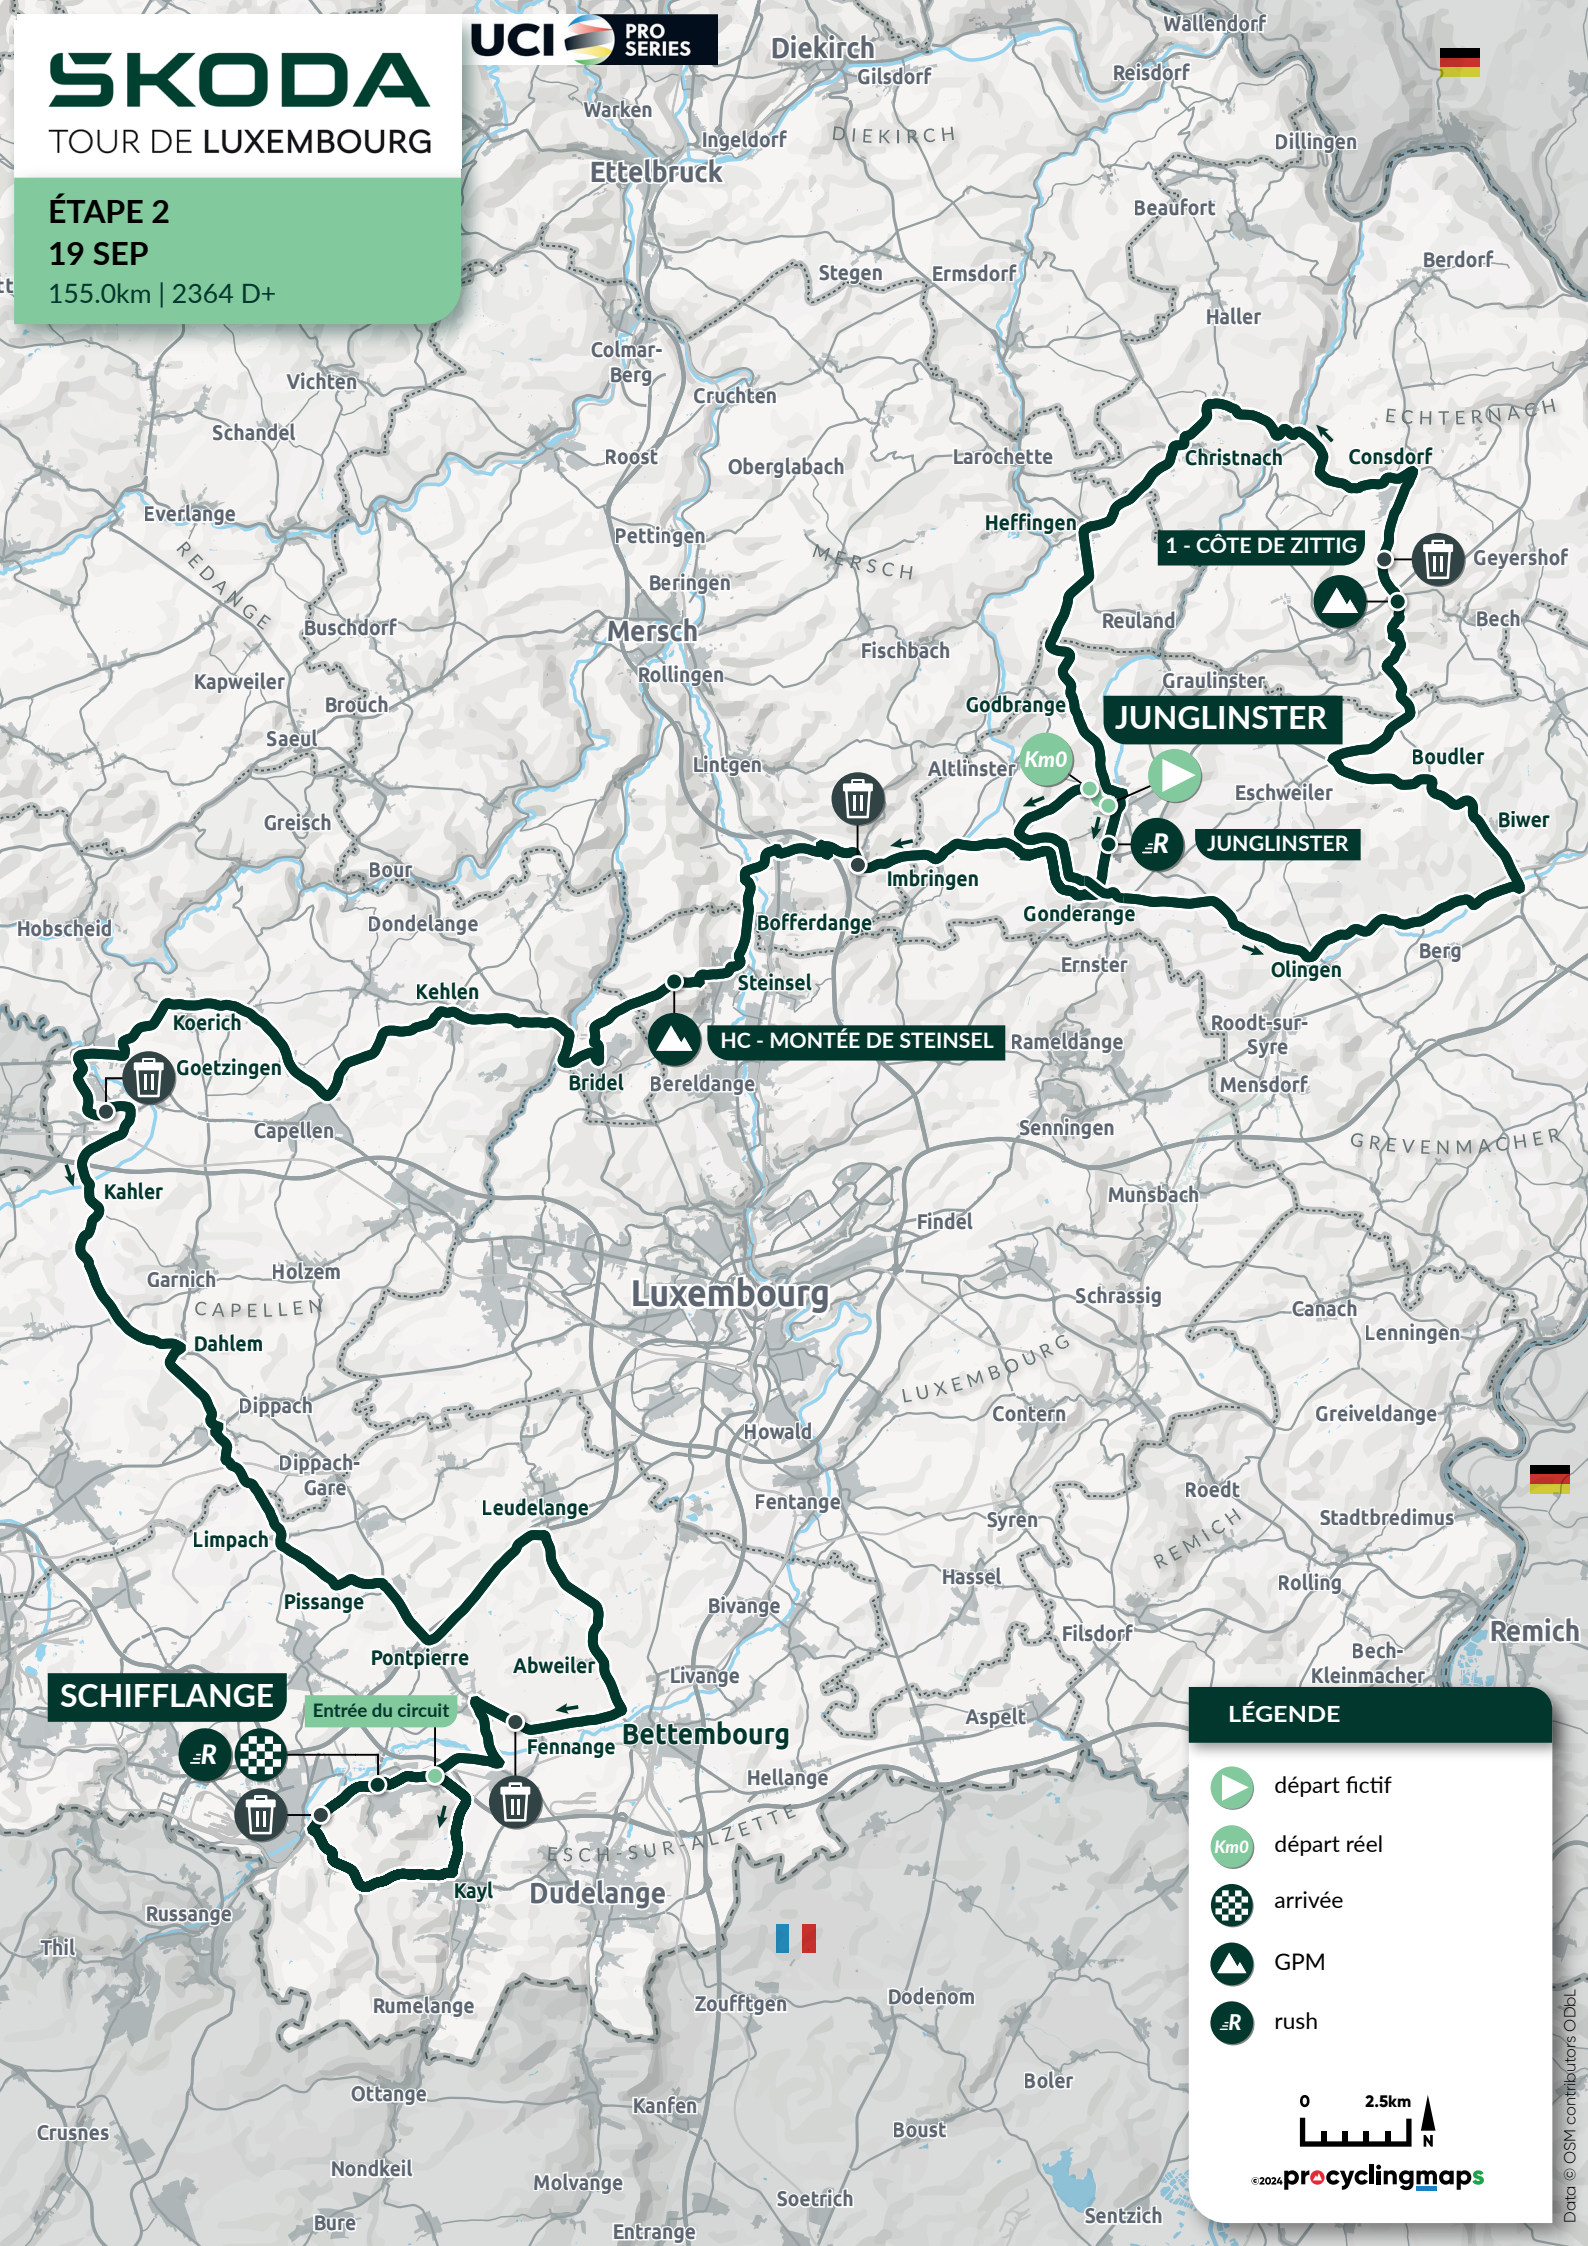 SKODA
TOUR DE LUXEMBOURG
UCI PRO SERIES
ÉTAPE 2
19 SEP
155.0km | 2364 D+
Wallendorf
Diekirch
Gilsdorf
Reisdorf
Warken
Ingeldorf
DIEKIRCH
Dillingen
Ettelbruck
Beaufort
Stegen
Ermsdorf
Berdorf
Haller
Colmar-
Berg
Vichten
Cruchten
ECHTERNACH
Schandel
Roost
Oberglabach
Larochette
Christnach
Consdorf
Everlange
Heffingen
Pettingen
1 - CÔTE DE ZITTIG
Geyershof
REDANGE
MERSCH
Beringen
Buschdorf
Mersch
Reuland
Bech
Fischbach
Kapweiler
Rollingen
Graulinster
Brouch
Godbrange
JUNGLINSTER
Saeul
Lintgen
Altlinster
Km0
Boudler
Eschweiler
Greisch
Biwer
R
JUNGLINSTER
Bour
Imbringen
Gonderange
Hobscheid
Dondelange
Bofferdange
Berg
Ernster
Olingen
Kehlen
Steinsel
Koerich
HC - MONTÉE DE STEINSEL
Rameldange
Roodt-sur-
Syre
Goetzingen
Bridel
Bereldange
Mensdorf
Capellen
Senningen
GREVENMACHER
Kahler
Munsbach
Findel
Garnich
Holzem
CAPELLEN
Luxembourg
Schrassig
Canach
Lenningen
Dahlem
LUXEMBOURG
Dippach
Contern
Greiveldange
Howald
Dippach-
Gare
Leudelange
Fentange
Roedt
Syren
Stadtbredimus
Limpach
REMICH
Hassel
Rolling
Pissange
Bivange
Filsdorf
Remich
Pontpierre
Abweiler
Livange
Bech-
Kleinmacher
SCHIFFLANGE
Entrée du circuit
Aspelt
Bettembourg
Fennange
R
Hellange
ESCH-SUR-ALZETTE
Kayl
Dudelange
Russange
Thil
Rumelange
Zoufftgen
Dodenom
Ottange
Kanfen
Boler
Crusnes
Boust
Nondkeil
Molvange
Soetrich
Bure
Entrange
Sentzich
LÉGENDE
départ fictif
Km0
départ réel
arrivée
GPM
R
rush
0 2.5km
N
©2024 procyclingmaps
Data © OSM contributors ODbL